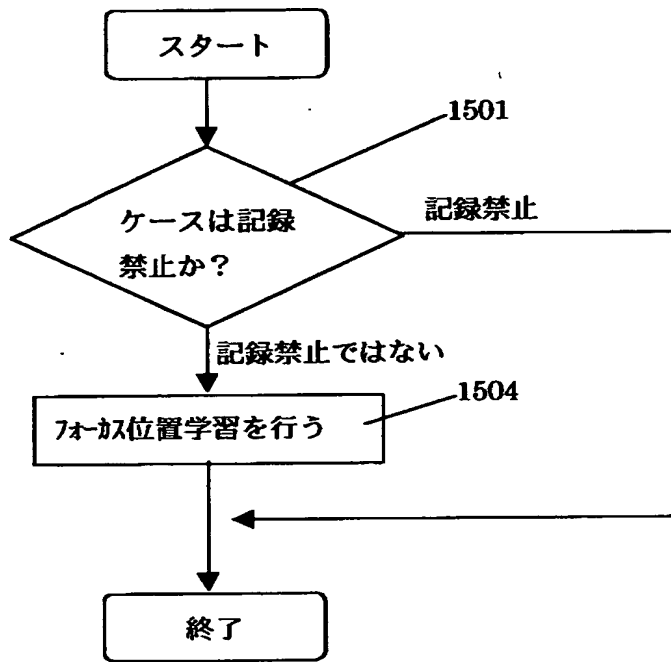 スタート
1501
ケースは記録
禁止か？
記録禁止
記録禁止ではない
1504
ﾌｫｰｶｽ位置学習を行う
終了